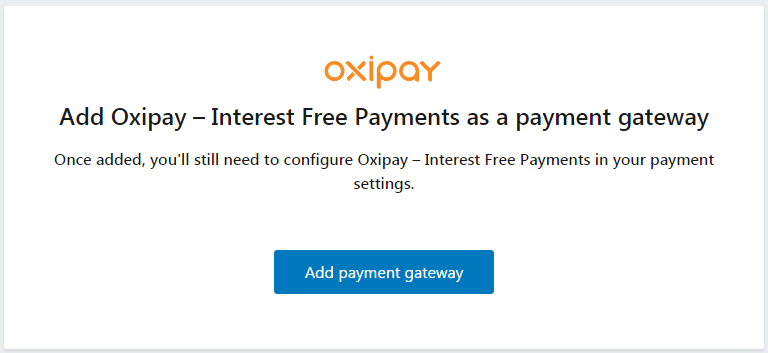 oxipay
Add Oxipay – Interest Free Payments as a payment gateway
Once added, you'll still need to configure Oxipay – Interest Free Payments in your payment
settings.
Add payment gateway